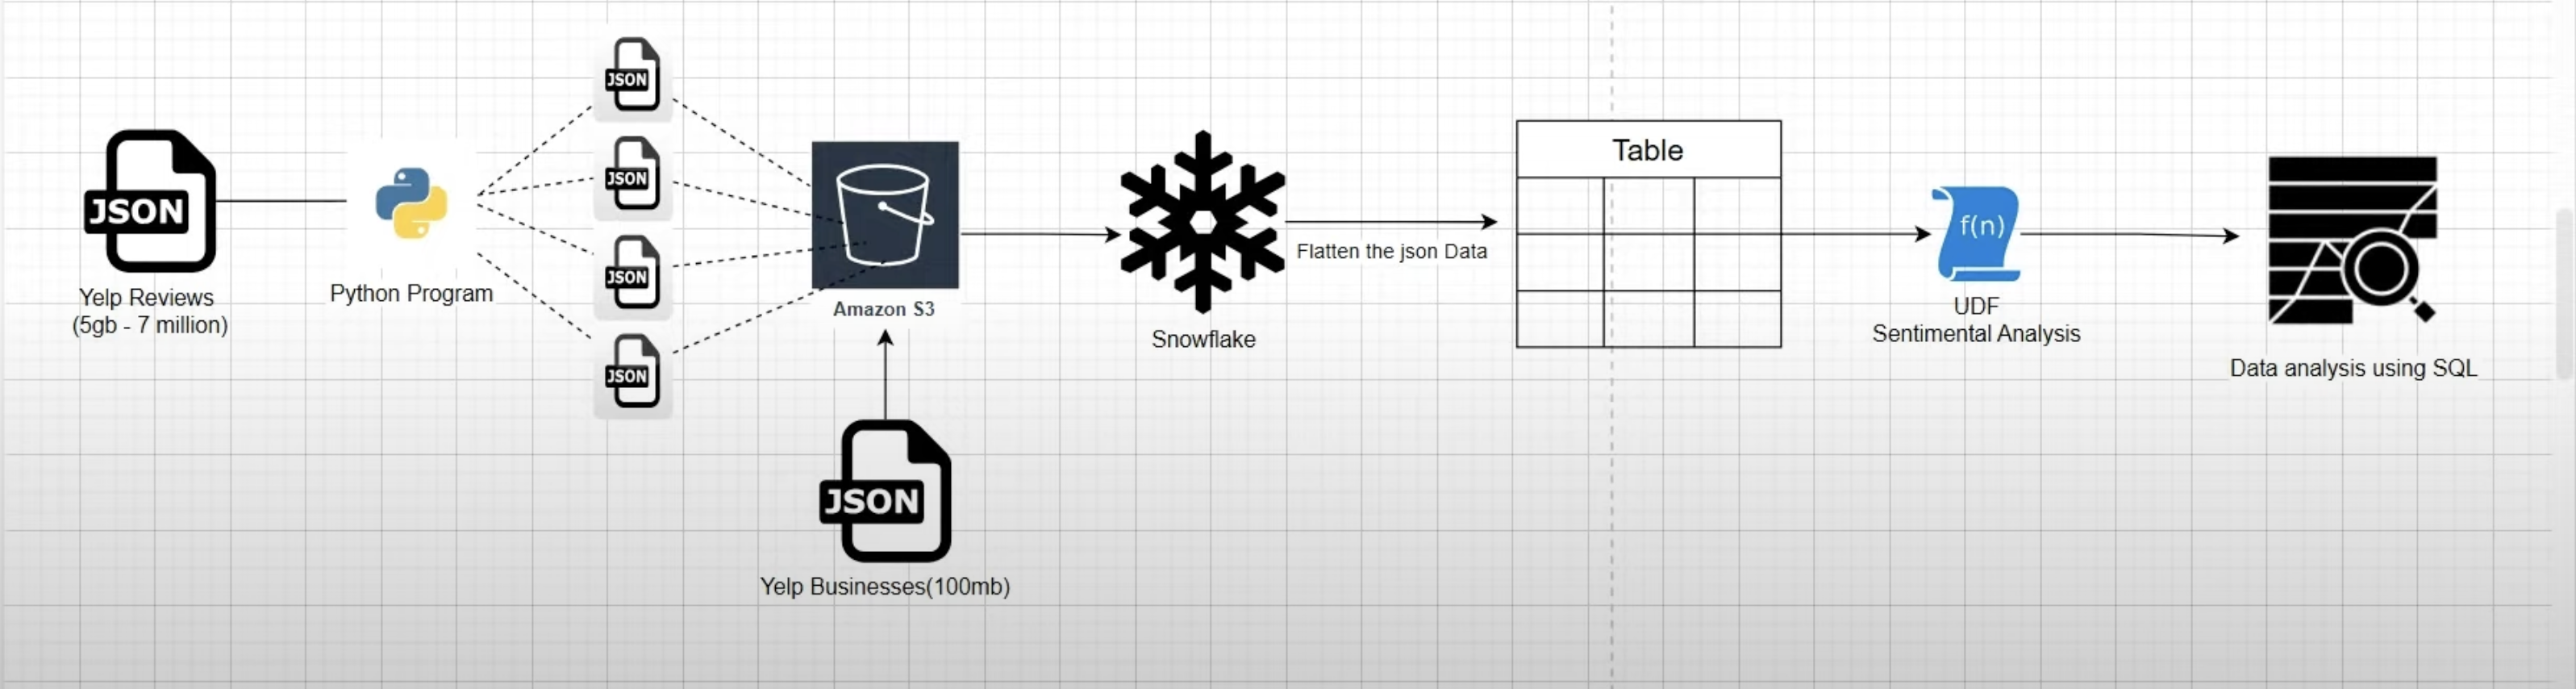 JSON
Yelp Reviews
(5gb - 7 million)
Python Program
JSON
JSON
JSON
JSON
Amazon S3
JSON
Yelp Businesses(100mb)
Snowflake
Flatten the json Data
Table
f(n)
UDF
Sentimental Analysis
Data analysis using SQL